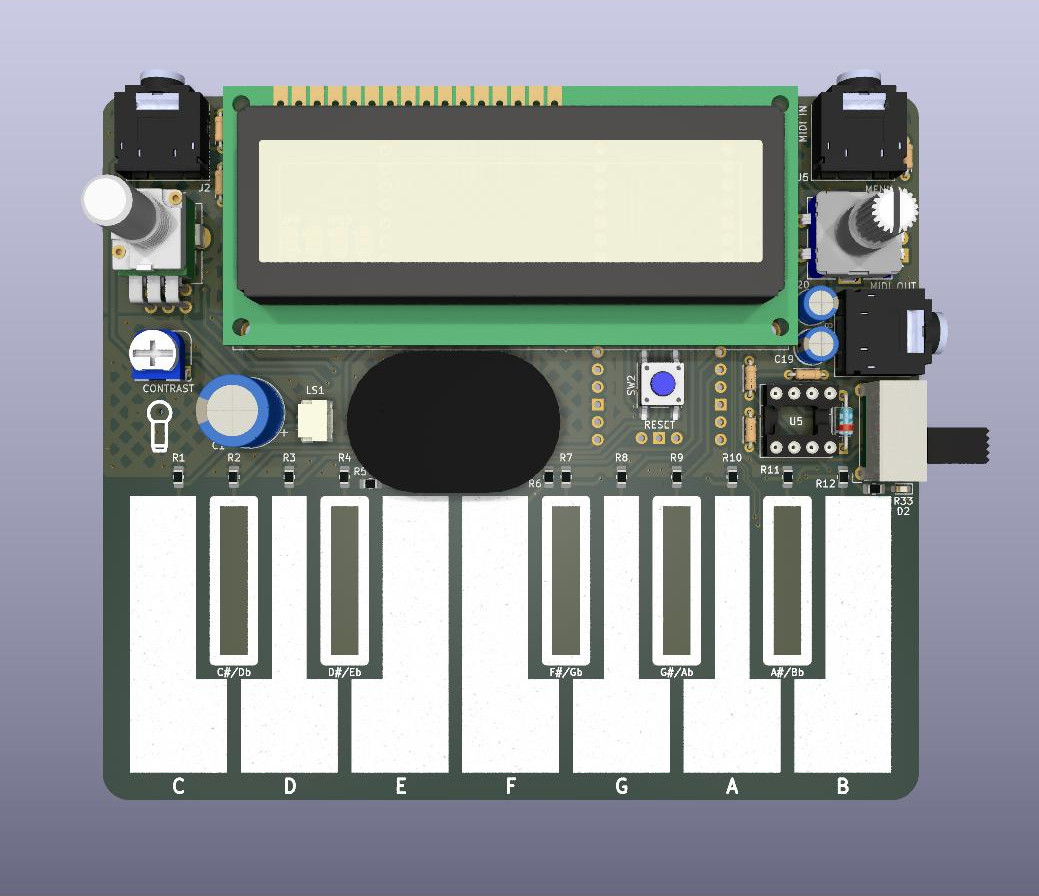 MIDI IN
J2
J5
MENU
MIDI OUT
C19
CONTRAST
LS1
SW2
RESET
U5
C1
+
R1
R2
R3
R4
R5
R6
R7
R8
R9
R10
R11
R12
R33
D2
C#/Db
D#/Eb
F#/Gb
G#/Ab
A#/Bb
C
D
E
F
G
A
B